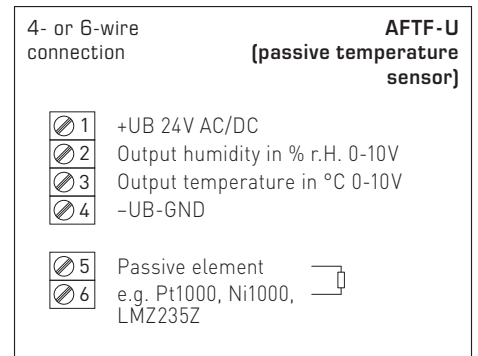 4- or 6-wire
connection
AFTF-U
(passive temperature
sensor)
1 +UB 24V AC/DC
2 Output humidity in % r.H. 0-10V
3 Output temperature in °C 0-10V
4 –UB-GND
5 Passive element
6 e.g. Pt1000, Ni1000,
LMZ235Z